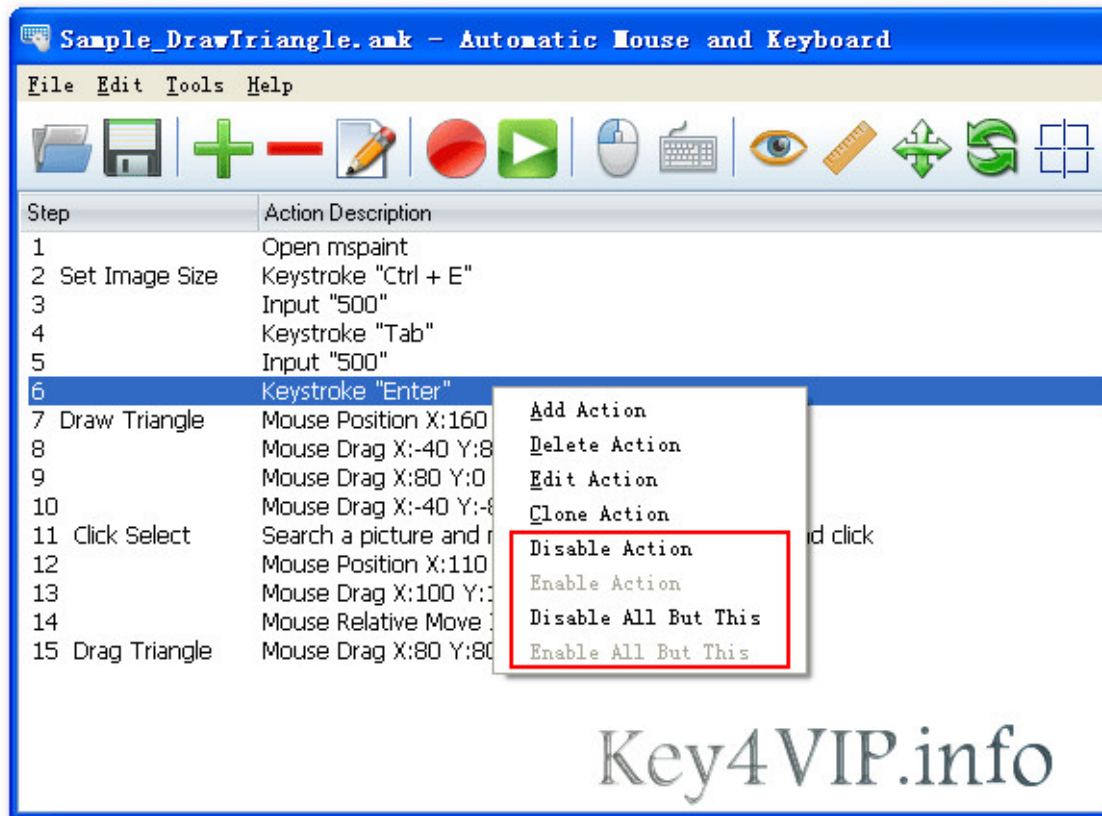 Sample_DrawTriangle.amk - Automatic Mouse and Keyboard
File Edit Tools Help
Step Action Description
1 Open mspaint
2 Set Image Size Keystroke "Ctrl + E"
3 Input "500"
4 Keystroke "Tab"
5 Input "500"
6 Keystroke "Enter"
7 Draw Triangle Mouse Position X:160
8 Mouse Drag X:-40 Y:8
9 Mouse Drag X:80 Y:0
10 Mouse Drag X:-40 Y:-8
11 Click Select Search a picture and d click
12 Mouse Position X:110
13 Mouse Drag X:100 Y:1
14 Mouse Relative Move
15 Drag Triangle Mouse Drag X:80 Y:80
Add Action
Delete Action
Edit Action
Clone Action
Disable Action
Enable Action
Disable All But This
Enable All But This
Key4VIP.info